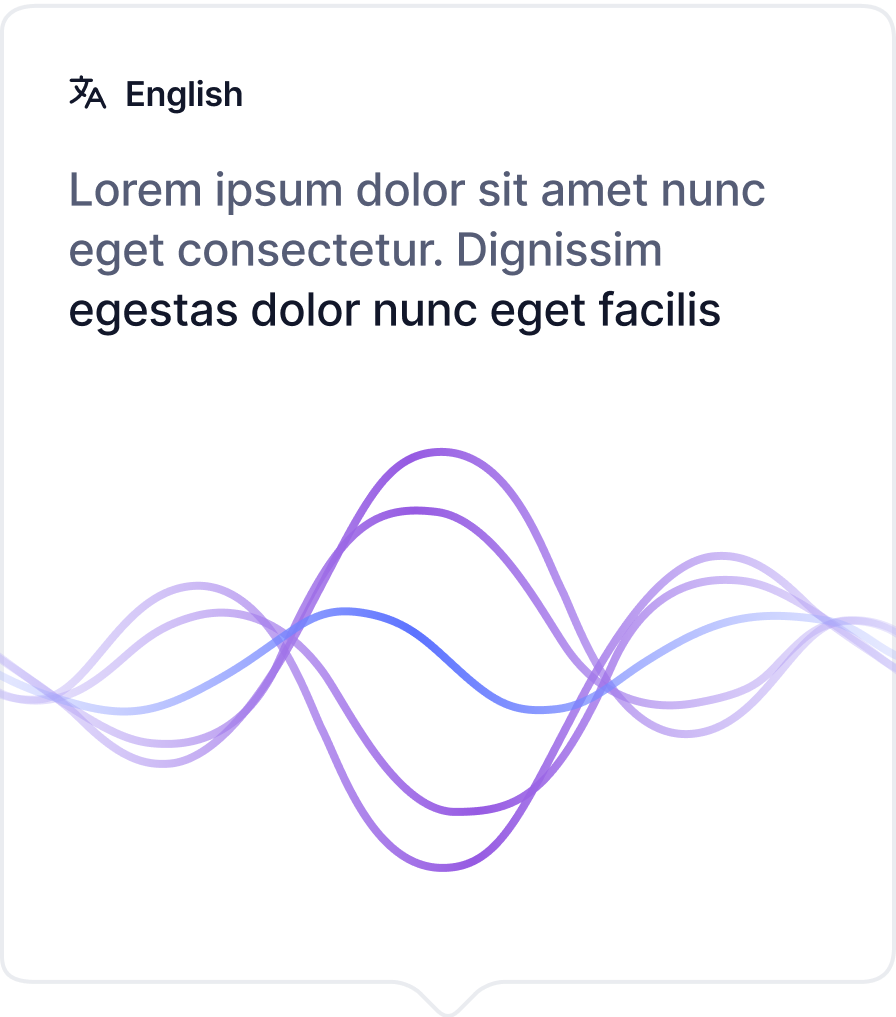 English
Lorem ipsum dolor sit amet nunc
eget consectetur. Dignissim
egestas dolor nunc eget facilis